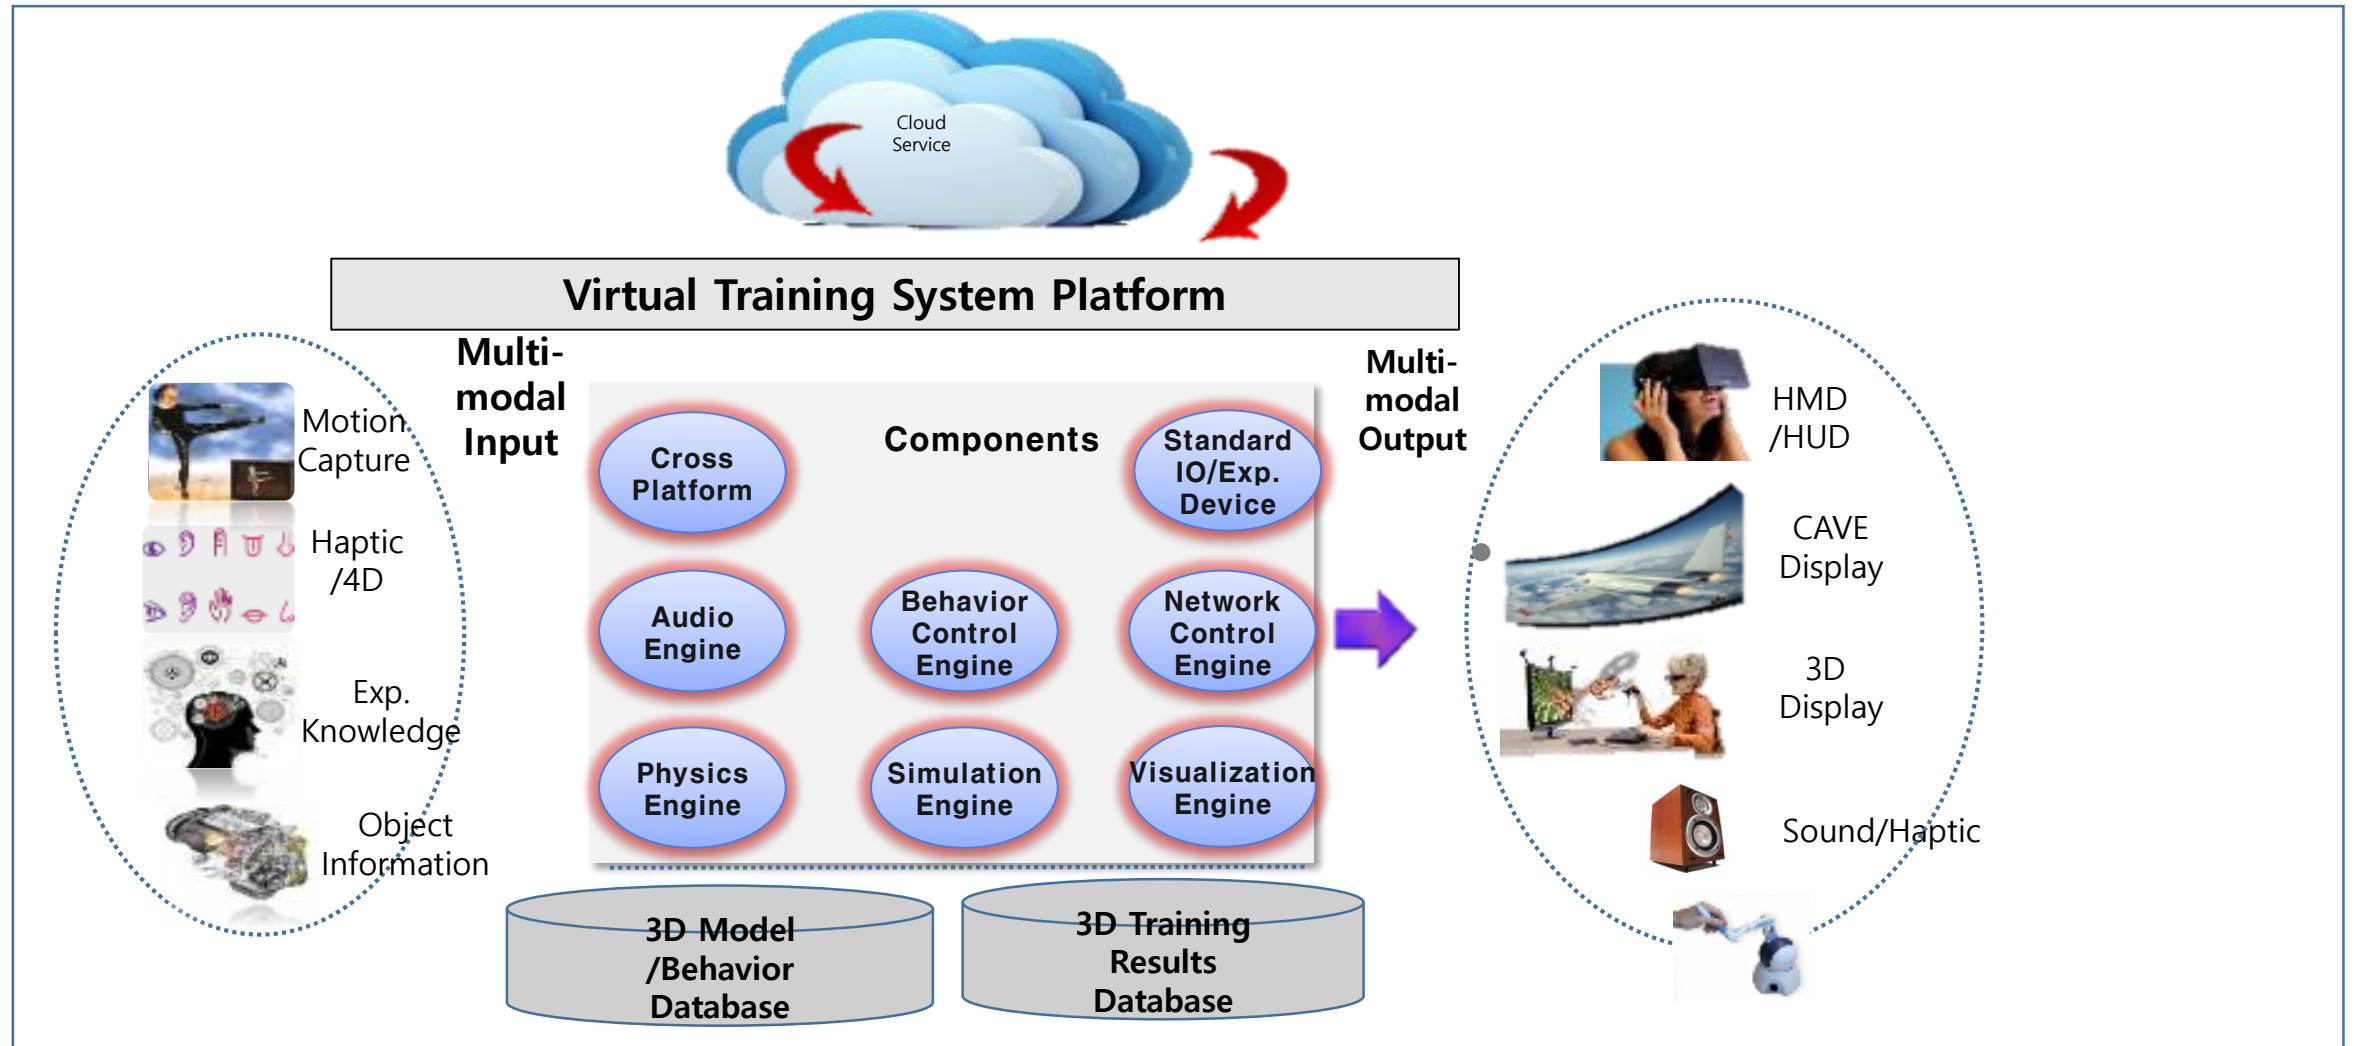 Cloud
Service
Virtual Training System Platform
Multi-
modal
Input
Multi-
modal
Output
Motion
Capture
Haptic
/4D
Exp.
Knowledge
Object
Information
Components
Cross
Platform
Standard
IO/Exp.
Device
Audio
Engine
Behavior
Control
Engine
Network
Control
Engine
Physics
Engine
Simulation
Engine
Visualization
Engine
HMD
/HUD
CAVE
Display
3D
Display
Sound/Haptic
3D Model
/Behavior
Database
3D Training
Results
Database